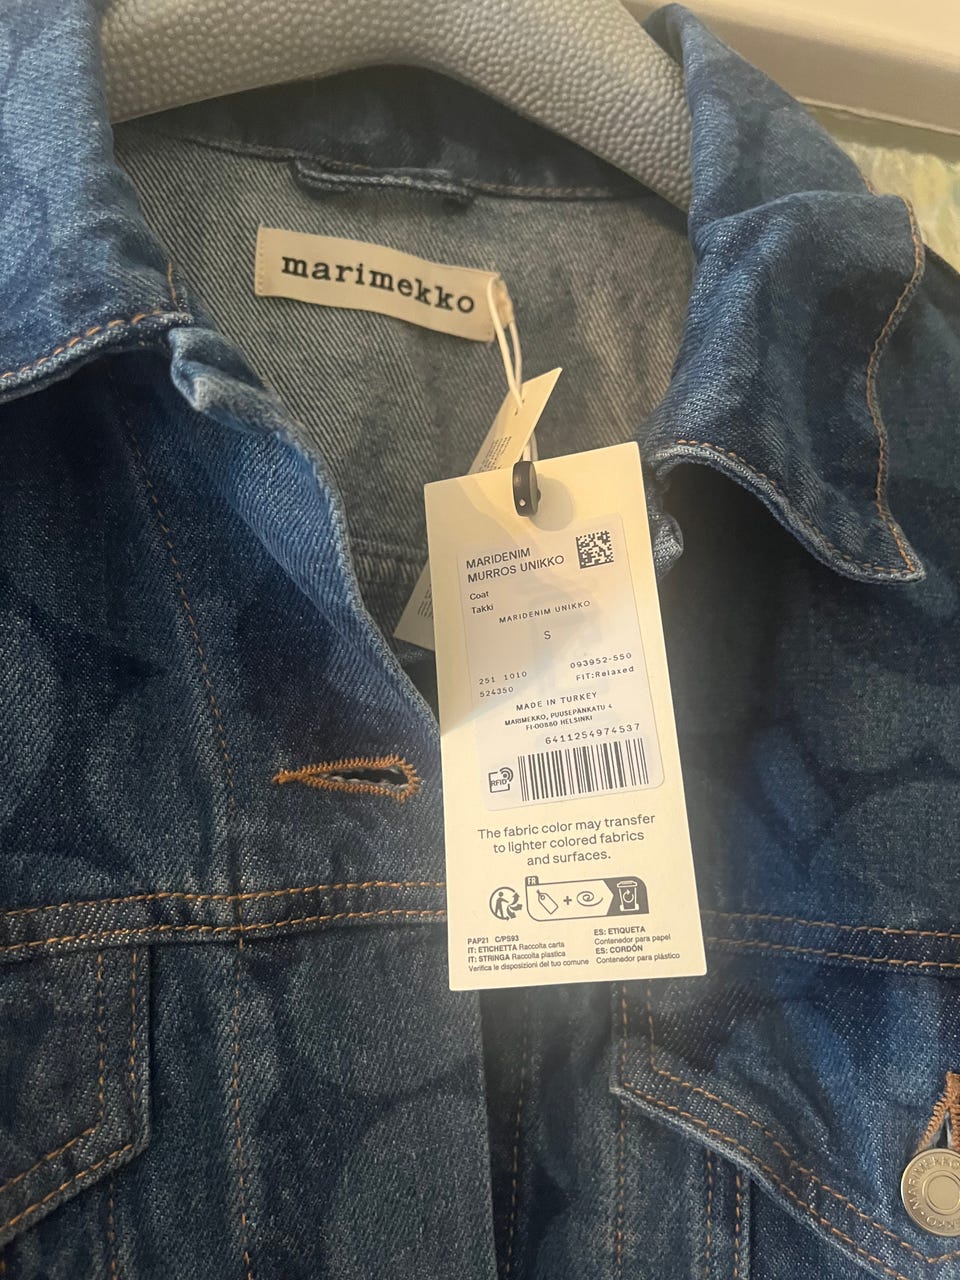 marimekko
MARIDENIM
MURROS UNIKKO
Coat
Takki
MARIDENIM UNIKKO
S
251 1010
093952-550
524350
FIT:Relaxed
MADE IN TURKEY
MARIMEKKO, PUUSEPÄNKATU 4
FI-00880 HELSINKI
6411254974537
RFID
The fabric color may transfer
to lighter colored fabrics
and surfaces.
FR
PAP21 C/PS93
IT: ETICHETTA Raccolta carta
IT: STRINGA Raccolta plastica
Verifica le disposizioni del tuo comune
ES: ETIQUETA
Contenedor para papel
ES: CORDÓN
Contenedor para plástico
MARIMEKKO